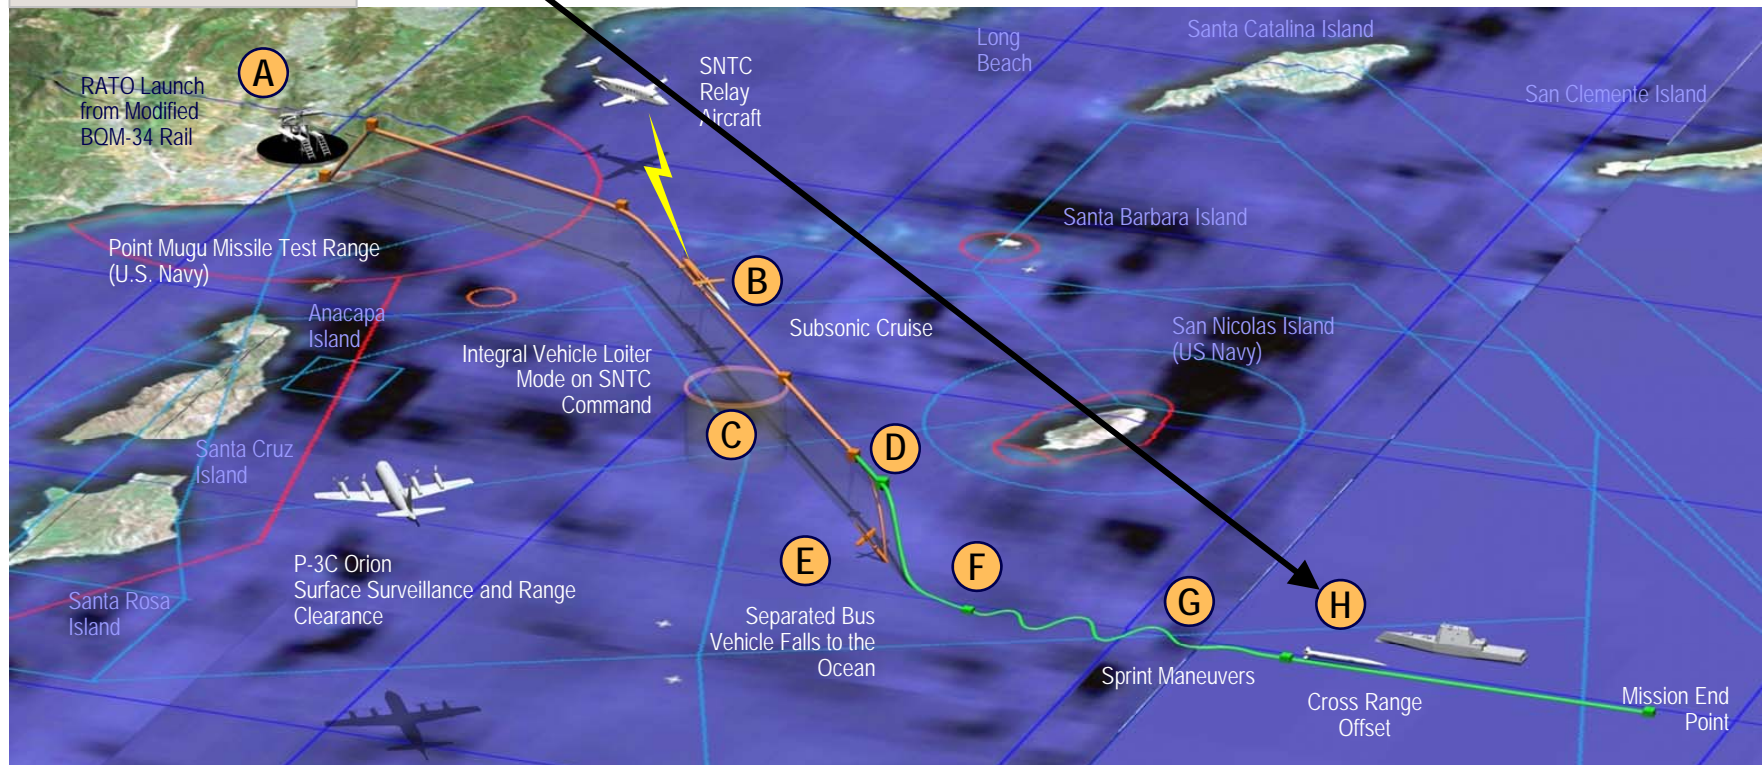 A
RATO Launch
from Modified
BQM-34 Rail
SNTC
Relay
Aircraft
Long
Beach
Santa Catalina Island
San Clemente Island
Point Mugu Missile Test Range
(U.S. Navy)
Santa Barbara Island
B
Anacapa
Island
Subsonic Cruise
San Nicolas Island
(US Navy)
Integral Vehicle Loiter
Mode on SNTC
Command
C
D
Santa Cruz
Island
P-3C Orion
Surface Surveillance and Range
Clearance
E
F
G
H
Santa Rosa
Island
Separated Bus
Vehicle Falls to the
Ocean
Sprint Maneuvers
Cross Range
Offset
Mission End
Point